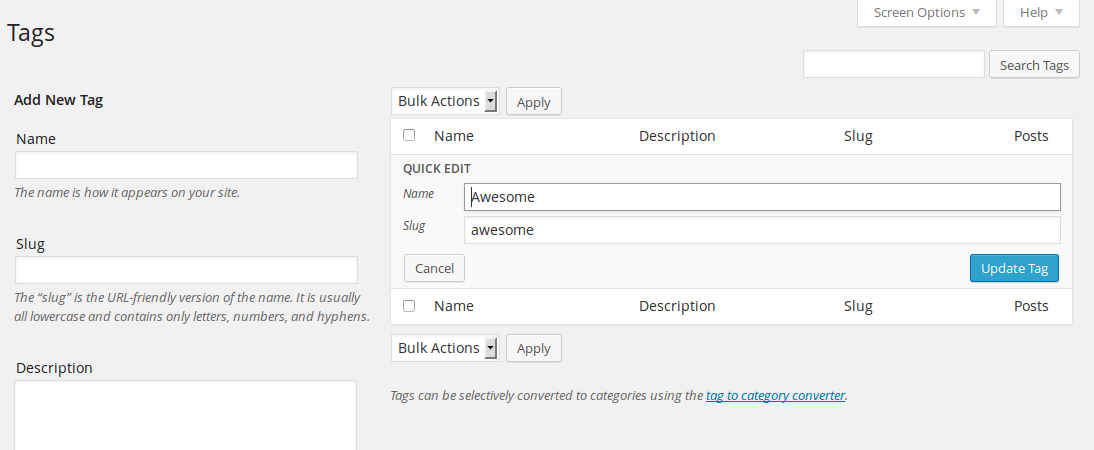 Screen Options Help
Tags
Search Tags
Add New Tag
Name
The name is how it appears on your site.
Slug
The “slug” is the URL-friendly version of the name. It is usually
all lowercase and contains only letters, numbers, and hyphens.
Description
Bulk Actions Apply
Name Description Slug Posts
QUICK EDIT
Name Awesome
Slug awesome
Cancel Update Tag
Name Description Slug Posts
Bulk Actions Apply
Tags can be selectively converted to categories using the tag to category converter.